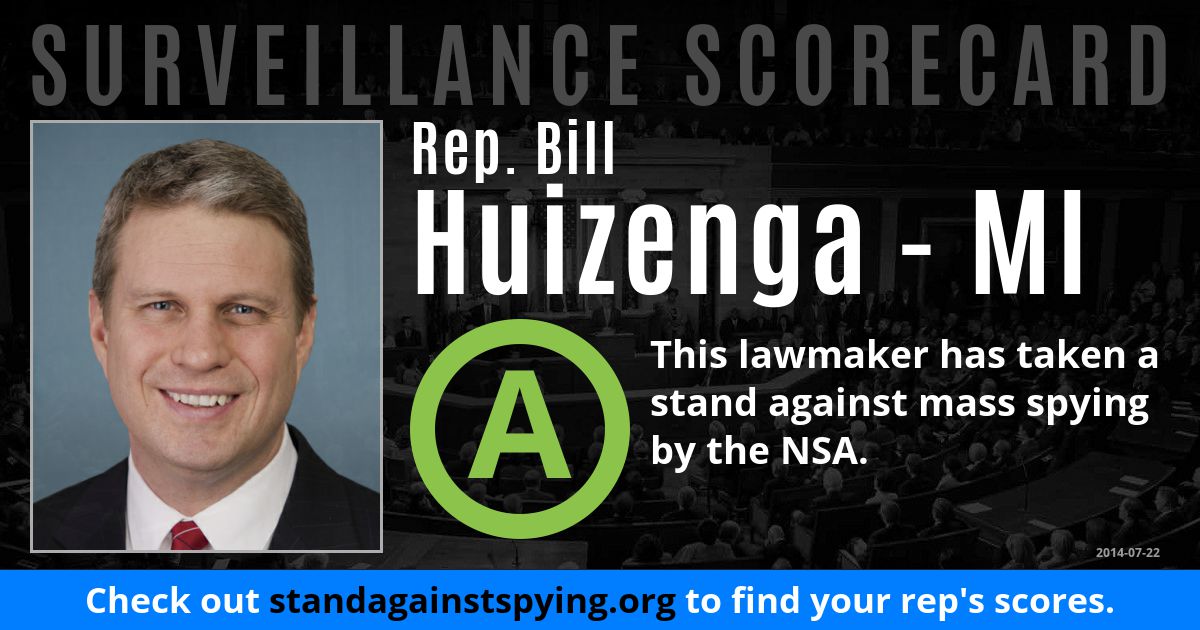 SURVEILLANCE SCORECARD
Rep. Bill
Huizenga - MI
A
This lawmaker has taken a
stand against mass spying
by the NSA.
2014-07-22
Check out standagainstspying.org to find your rep's scores.